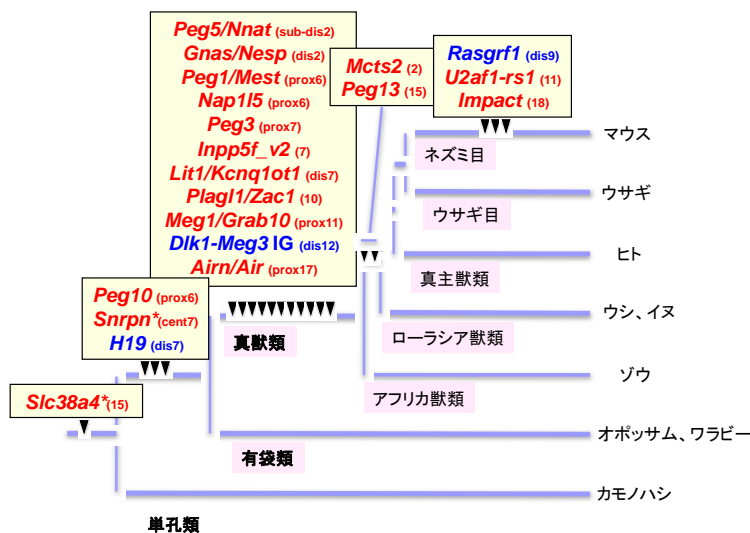 Peg5/Nnat (sub-dis2)
Gnas/Nesp (dis2)
Peg1/Mest (prox6)
Nap1l5 (prox6)
Peg3 (prox7)
Inpp5f_v2 (7)
Lit1/Kcnq1ot1 (dis7)
Plagl1/Zac1 (10)
Meg1/Grab10 (prox11)
Dlk1-Meg3 IG (dis12)
Airn/Air (prox17)
Mcts2 (2)
Peg13 (15)
Rasgrf1 (dis9)
U2af1-rs1 (11)
Impact (18)
マウス
ネズミ目
ウサギ
ウサギ目
ヒト
真主獣類
Peg10 (prox6)
Snrpn* (cent7)
H19 (dis7)
真獣類
ウシ、イヌ
ローラシア獣類
ゾウ
アフリカ獣類
Slc38a4* (15)
オポッサム、ワラビー
有袋類
カモノハシ
単孔類